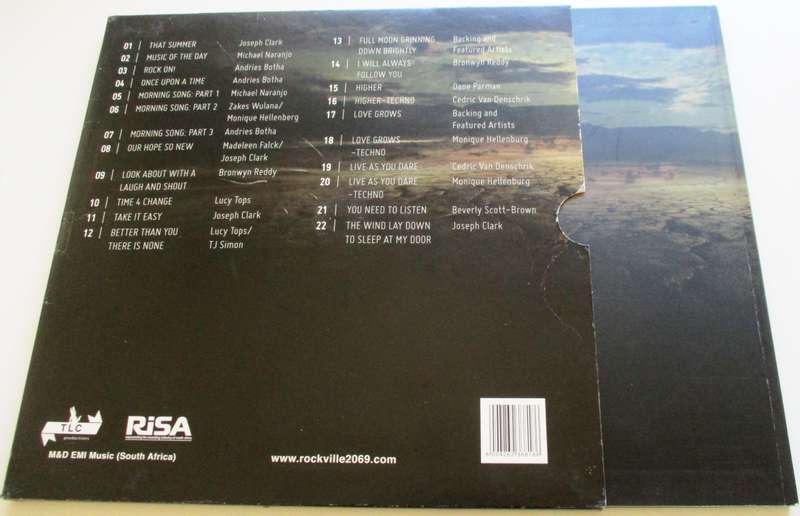 01 | THAT SUMMER Joseph Clark
02 | MUSIC OF THE DAY Michael Naranjo
03 | ROCK ON! Andries Botha
04 | ONCE UPON A TIME Andries Botha
05 | MORNING SONG: PART 1 Michael Naranjo
06 | MORNING SONG: PART 2 Zakes Wulana/
Monique Hellenberg
07 | MORNING SONG: PART 3 Andries Botha
08 | OUR HOPE SO NEW Madeleen Falck/
Joseph Clark
09 | LOOK ABOUT WITH A Bronwyn Reddy
LAUGH AND SHOUT
10 | TIME 4 CHANGE Lucy Tops
11 | TAKE IT EASY Joseph Clark
12 | BETTER THAN YOU Lucy Tops/
THERE IS NONE TJ Simon
13 | FULL MOON GRINNING Backing and
DOWN BRIGHTLY Featured Artists
14 | I WILL ALWAYS Bronwyn Reddy
FOLLOW YOU
15 | HIGHER Dane Parman
16 | HIGHER-TECHNO Cedric Van Denschrik
17 | LOVE GROWS Backing and
Featured Artists
18 | LOVE GROWS Monique Hellenburg
-TECHNO
19 | LIVE AS YOU DARE Cedric Van Denschrik
20 | LIVE AS YOU DARE Monique Hellenburg
-TECHNO
21 | YOU NEED TO LISTEN Beverly Scott-Brown
22 | THE WIND LAY DOWN Joseph Clark
TO SLEEP AT MY DOOR
TLC
productions
RiSA
M&D EMI Music (South Africa)
www.rockville2069.com